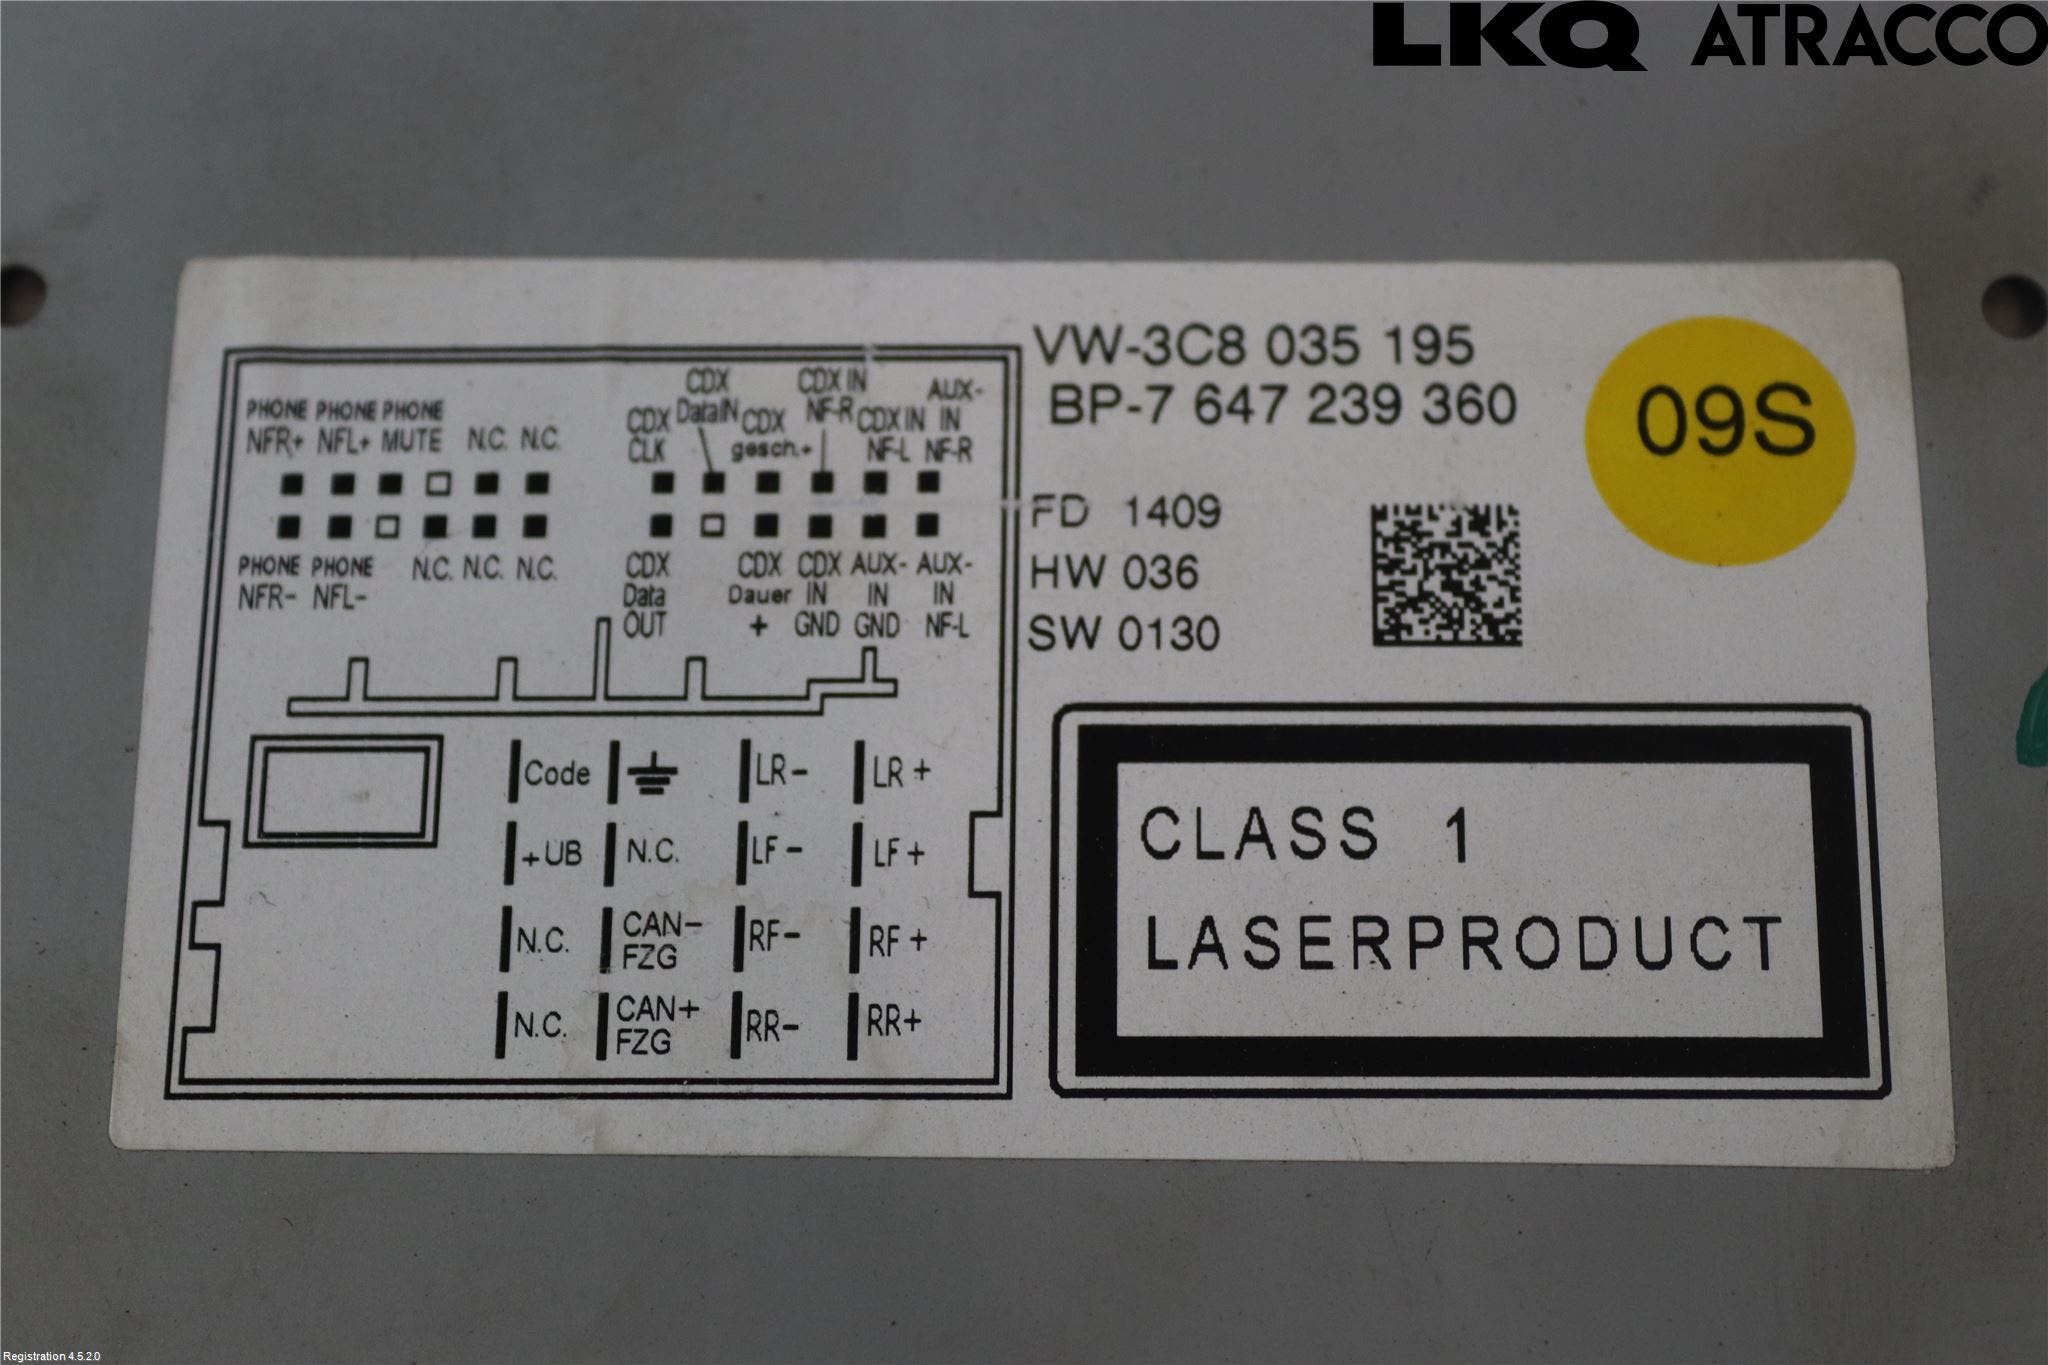 LKQ ATRACCO
VW-3C8 035 195
BP-7 647 239 360
09S
FD 1409
HW 036
SW 0130
PHONE PHONE PHONE
NFR+ NFL+ MUTE N.C. N.C.
CDX CDX IN AUX-
CDX DataIN CDX NF-R CDX IN IN
CLK gesch.+ NF-L NF-R
PHONE PHONE N.C. N.C. N.C.
NFR- NFL-
CDX CDX CDX AUX- AUX-
Data Dauer IN IN IN
OUT + GND GND NF-L
Code LR- LR+
+UB N.C. LF- LF+
N.C. CAN- RF- RF+
FZG
N.C. CAN+ RR- RR+
FZG
CLASS 1
LASERPRODUCT
Registration 4.5.2.0